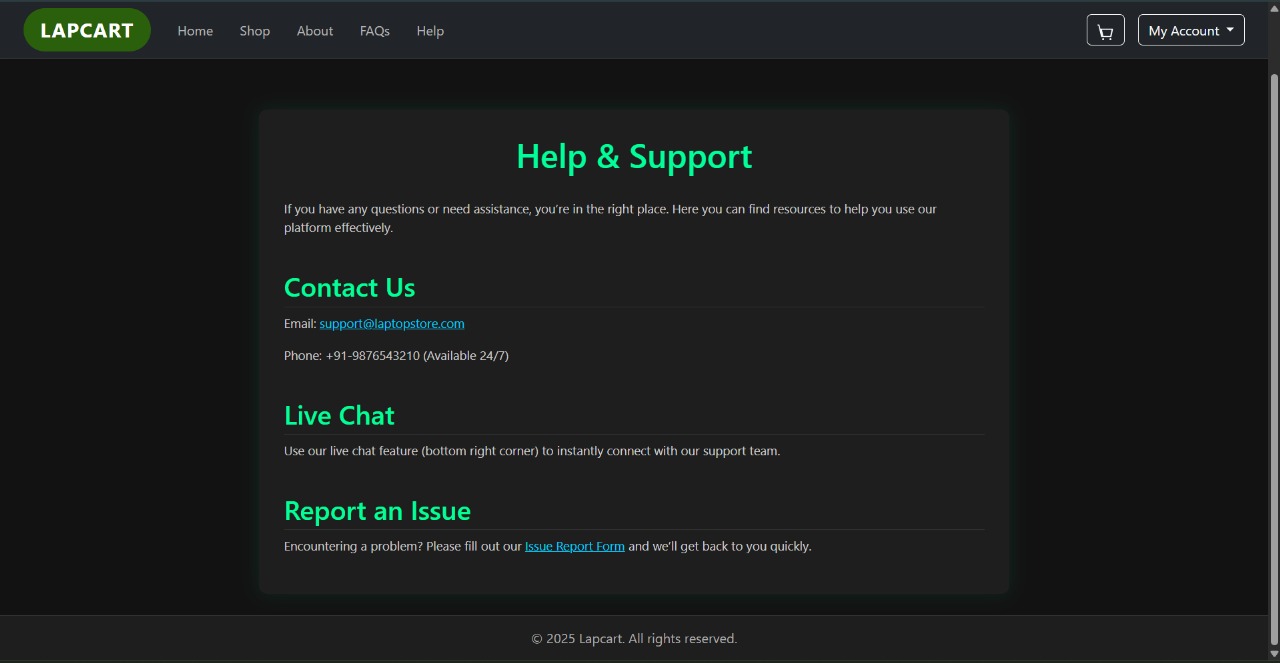 LAPCART
Home
Shop
About
FAQs
Help
My Account
Help & Support
If you have any questions or need assistance, you’re in the right place. Here you can find resources to help you use our
platform effectively.
Contact Us
Email: support@laptopstore.com
Phone: +91-9876543210 (Available 24/7)
Live Chat
Use our live chat feature (bottom right corner) to instantly connect with our support team.
Report an Issue
Encountering a problem? Please fill out our Issue Report Form and we’ll get back to you quickly.
© 2025 Lapcart. All rights reserved.